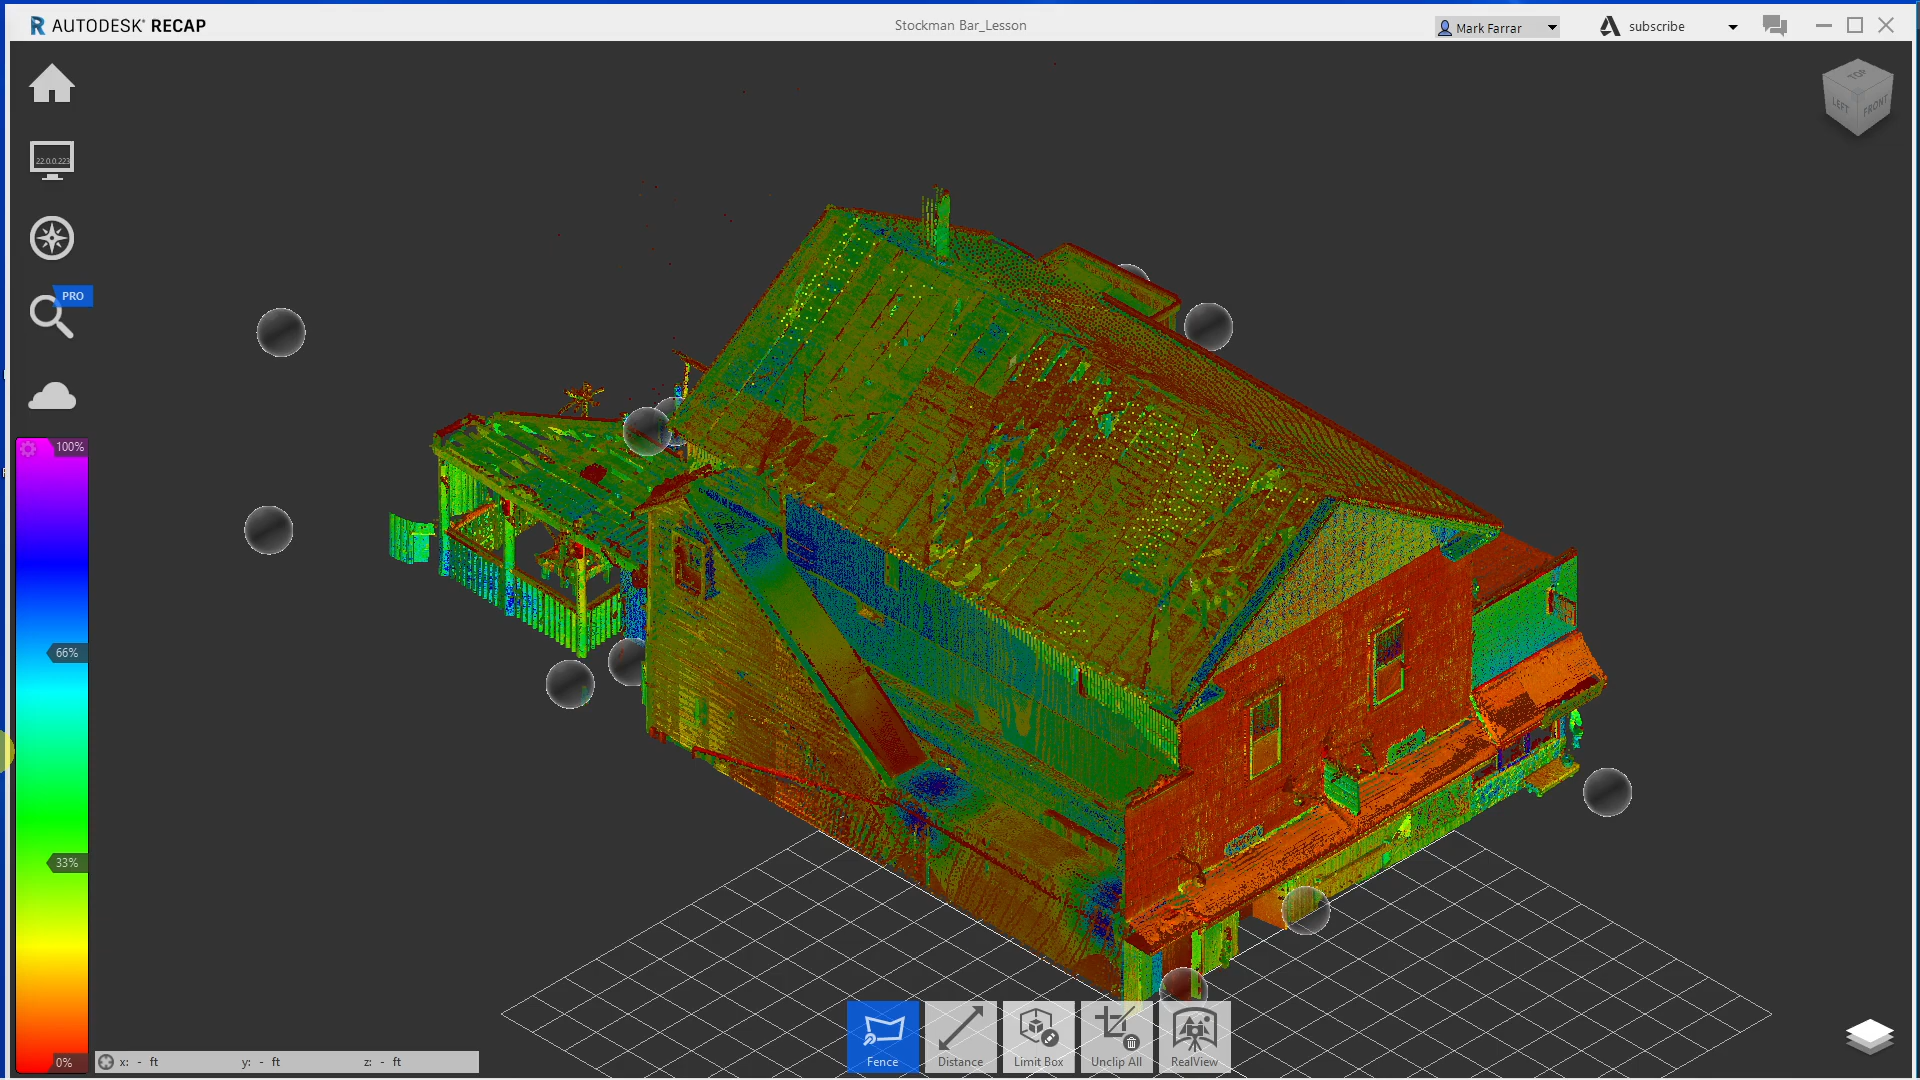 AUTODESK® RECAP
Stockman Bar_Lesson
Mark Farrar
subscribe
TOP
LEFT
FRONT
22.0.0.223
PRO
100%
66%
33%
0%
x: - ft
y: - ft
z: - ft
Fence
Distance
Limit Box
Unclip All
RealView